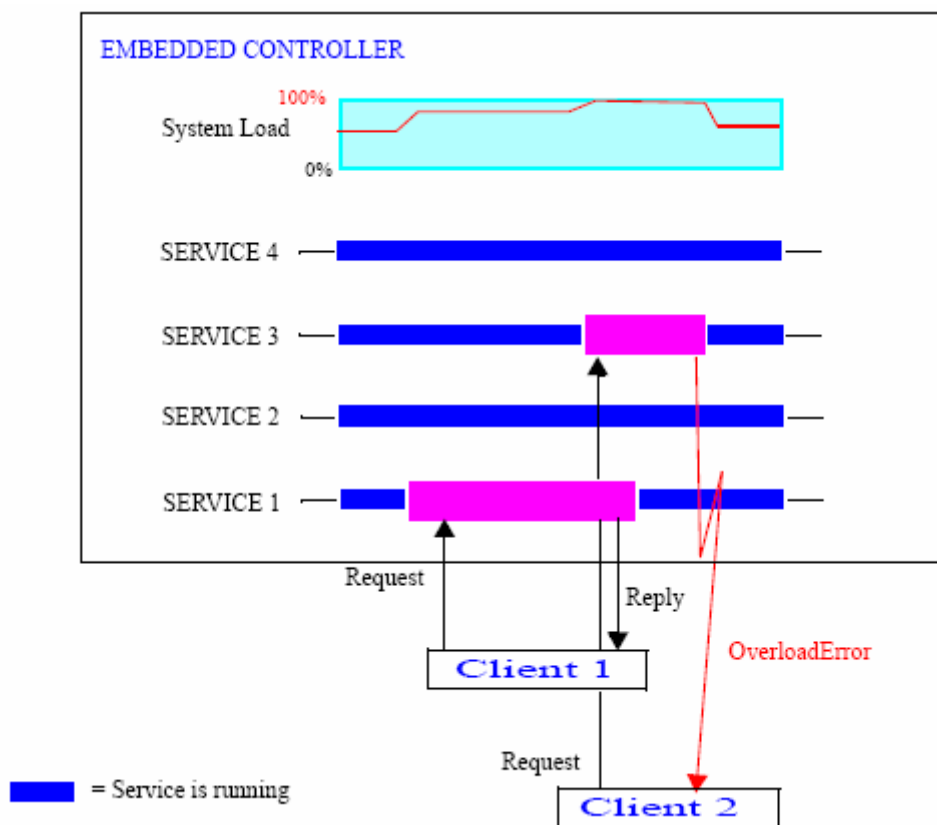 EMBEDDED CONTROLLER
100%
System Load
0%
SERVICE 4
SERVICE 3
SERVICE 2
SERVICE 1
Request
Reply
OverloadError
Client 1
Request
= Service is running
Client 2